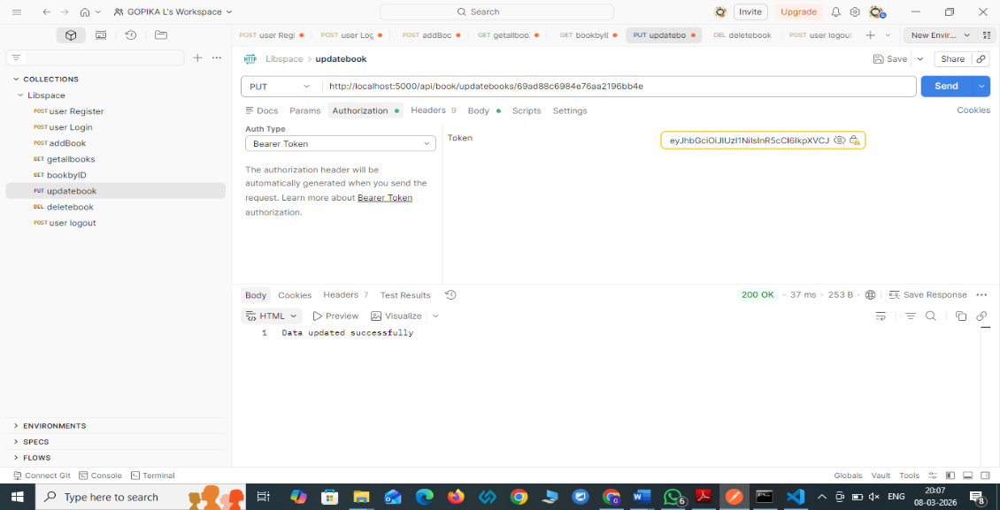 GOPIKA L's Workspace
Search
Invite
Upgrade
POST user Regi
POST user Log
POST addBoc
GET getallboo
GET bookbyI
PUT updatebo
DEL deletebook
POST user logout
New Envir...
HTTP Libspace > updatebook
Save
Share
COLLECTIONS
Libspace
POST user Register
POST user Login
POST addBook
GET getallbooks
GET bookbyID
PUT updatebook
DEL deletebook
POST user logout
PUT
http://localhost:5000/api/book/updatebooks/69ad88c6984e76aa2196bb4e
Send
Docs Params Authorization Headers 9 Body Scripts Settings
Cookies
Auth Type
Bearer Token
The authorization header will be
automatically generated when you send the
request. Learn more about Bearer Token
authorization.
Token
eyJhbGciOiJIUzI1NiIsInR5cCI6IkpXVCJ
Body Cookies Headers 7 Test Results
200 OK • 37 ms • 253 B
e.g. Save Response
HTML
Preview
Visualize
1 Data updated successfully
ENVIRONMENTS
SPECS
FLOWS
Connect Git Console Terminal
Globals Vault Tools
Type here to search
6
ENG
20:07
08-03-2026
8